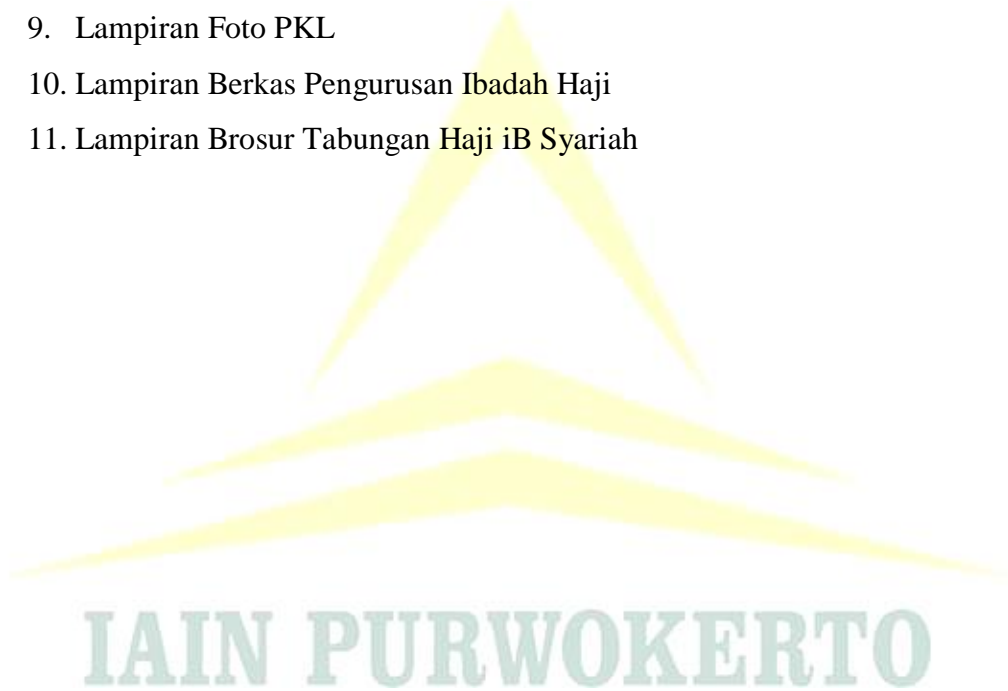 9. Lampiran Foto PKL
10. Lampiran Berkas Pengurusan Ibadah Haji
11. Lampiran Brosur Tabungan Haji iB Syariah
IAIN PURWOKERTO